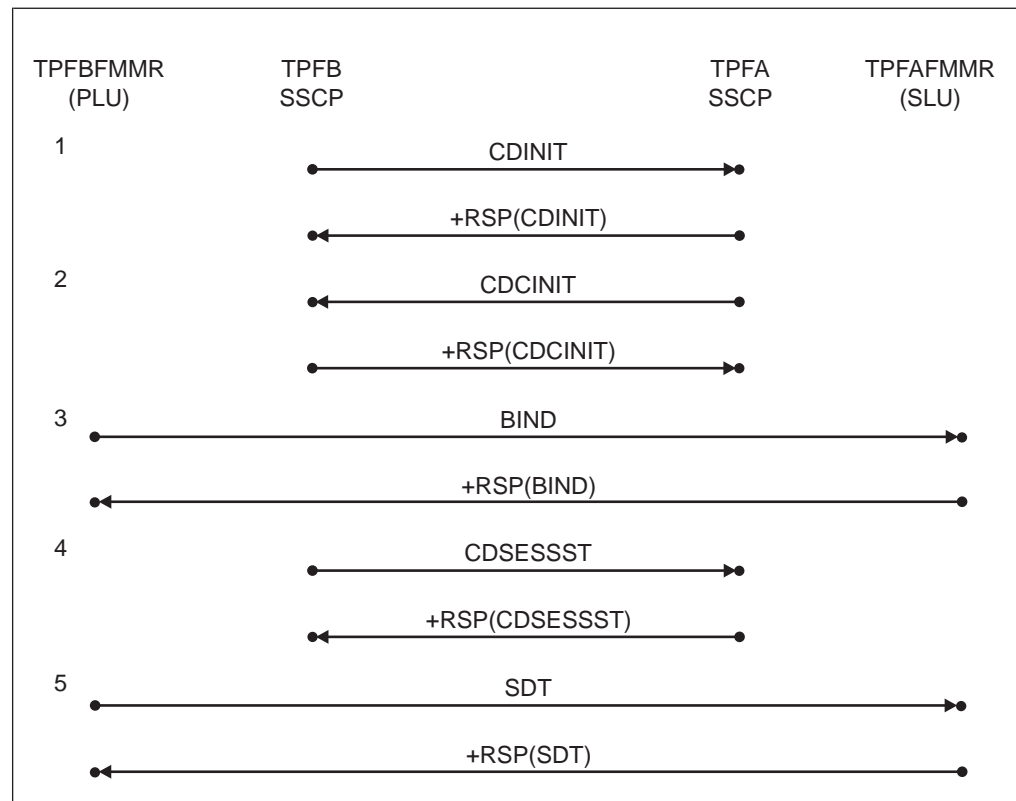 TPFBFMMR TPFB TPFA TPFAFMMR
(PLU) SSCP SSCP (SLU)
1 CDINIT
+RSP(CDINIT)
2 CDCINIT
+RSP(CDCINIT)
3 BIND
+RSP(BIND)
4 CDSESSST
+RSP(CDSESSST)
5 SDT
+RSP(SDT)